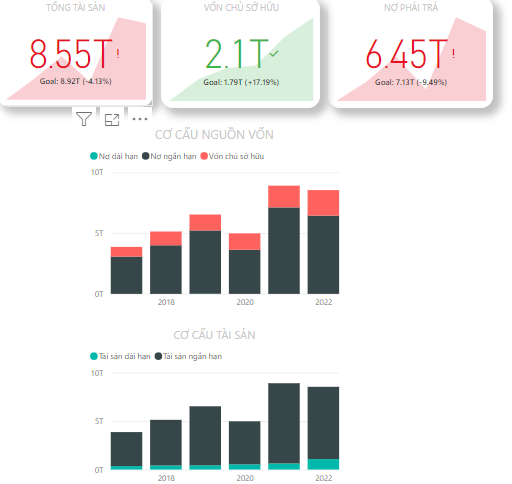 TỔNG TÀI SẢN
8.55T !
Goal: 8.92T (-4.13%)
VỐN CHỦ SỞ HỮU
2.1T
Goal: 1.79T (+17.19%)
NỢ PHẢI TRẢ
6.45T !
Goal: 7.13T (-9.49%)
CƠ CẤU NGUỒN VỐN
Nợ dài hạn Nợ ngắn hạn Vốn chủ sở hữu
10T
5T
0T
2018 2020 2022
CƠ CẤU TÀI SẢN
Tài sản dài hạn Tài sản ngắn hạn
10T
5T
0T
2018 2020 2022